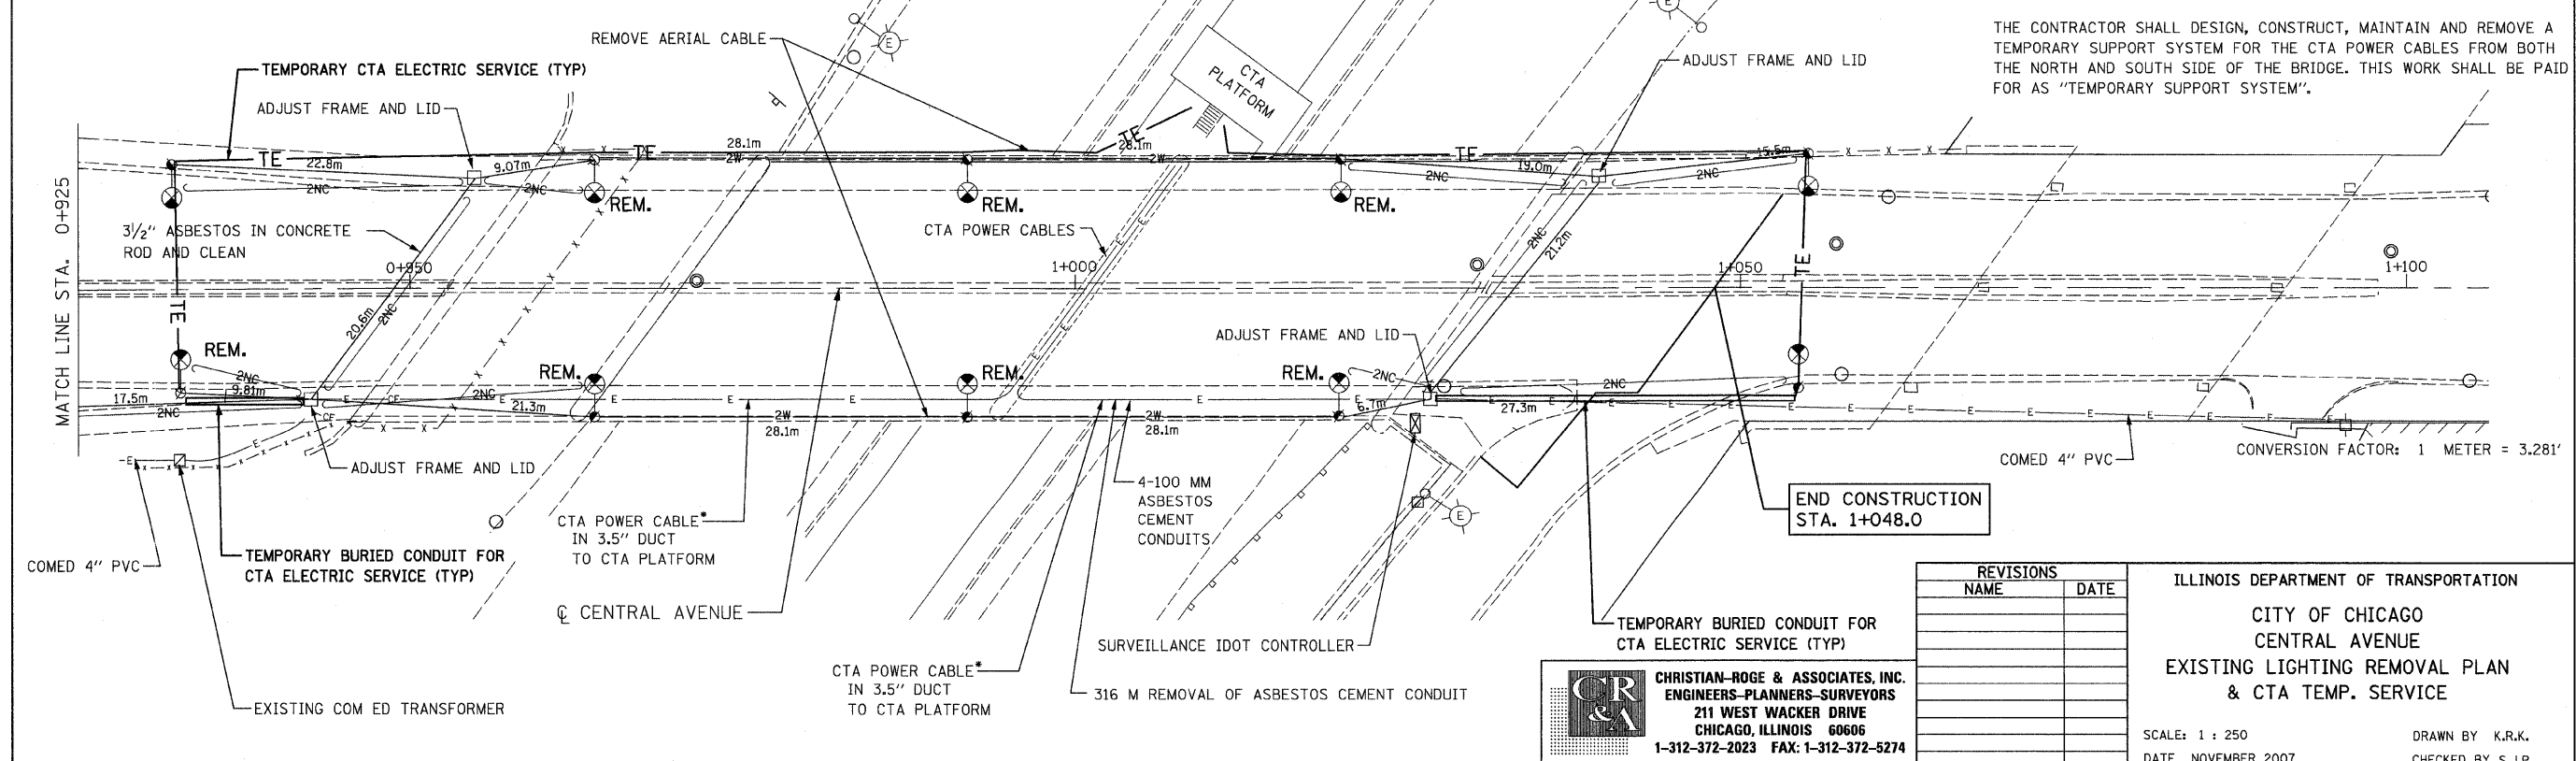 THE CONTRACTOR SHALL DESIGN, CONSTRUCT, MAINTAIN AND REMOVE A
TEMPORARY SUPPORT SYSTEM FOR THE CTA POWER CABLES FROM BOTH
THE NORTH AND SOUTH SIDE OF THE BRIDGE. THIS WORK SHALL BE PAID
FOR AS "TEMPORARY SUPPORT SYSTEM".
REMOVE AERIAL CABLE
E
E
TEMPORARY CTA ELECTRIC SERVICE (TYP)
CTA
PLATFORM
ADJUST FRAME AND LID
ADJUST FRAME AND LID
TE
22.8m
9.07m
TE
28.1m
2W
TE
28.1m
2W
TE
19.0m
15.5m
2NC
2NC
2NC
2NC
REM.
REM.
REM.
MATCH LINE STA. 0+925
3½" ASBESTOS IN CONCRETE
ROD AND CLEAN
CTA POWER CABLES
2NC
21.2m
0+950
1+000
1+050
1+100
TE
TE
20.6m
2NC
ADJUST FRAME AND LID
REM.
REM.
REM.
REM.
2NC
9.81m
17.5m
2NC
CE
CE
2NC
21.3m
2W
28.1m
2W
28.1m
2NC
6.7m
2NC
27.3m
ADJUST FRAME AND LID
COMED 4" PVC
CONVERSION FACTOR: 1 METER = 3.281'
4-100 MM
ASBESTOS
CEMENT
CONDUITS
E
END CONSTRUCTION
STA. 1+048.0
CTA POWER CABLE*
IN 3.5" DUCT
TO CTA PLATFORM
COMED 4" PVC
TEMPORARY BURIED CONDUIT FOR
CTA ELECTRIC SERVICE (TYP)
℄ CENTRAL AVENUE
TEMPORARY BURIED CONDUIT FOR
CTA ELECTRIC SERVICE (TYP)
SURVEILLANCE IDOT CONTROLLER
CTA POWER CABLE*
IN 3.5" DUCT
TO CTA PLATFORM
316 M REMOVAL OF ASBESTOS CEMENT CONDUIT
EXISTING COM ED TRANSFORMER
CR
&A
CHRISTIAN-ROGE & ASSOCIATES, INC.
ENGINEERS-PLANNERS-SURVEYORS
211 WEST WACKER DRIVE
CHICAGO, ILLINOIS 60606
1-312-372-2023 FAX: 1-312-372-5274
REVISIONS
NAME DATE
ILLINOIS DEPARTMENT OF TRANSPORTATION
CITY OF CHICAGO
CENTRAL AVENUE
EXISTING LIGHTING REMOVAL PLAN
& CTA TEMP. SERVICE
SCALE: 1 : 250
DRAWN BY K.R.K.
DATE NOVEMBER 2007
CHECKED BY